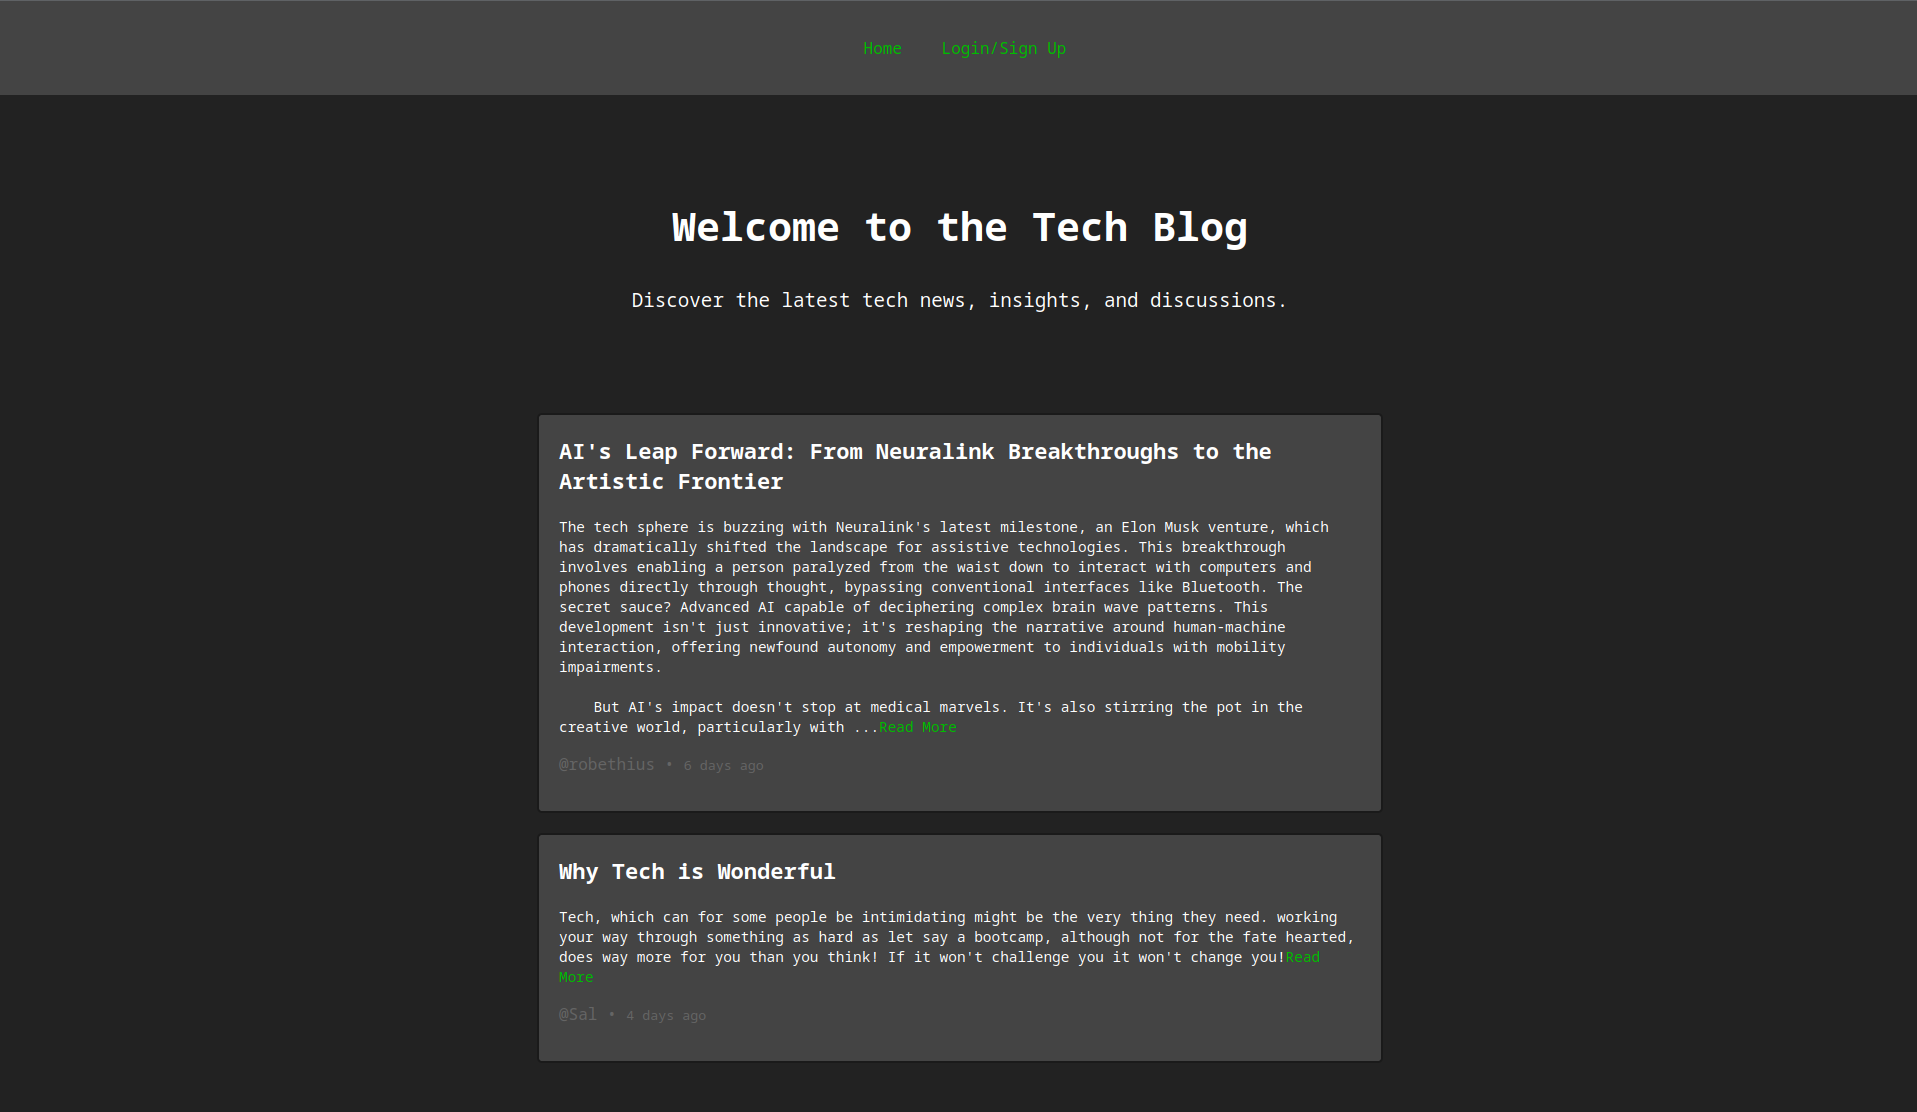 Home Login/Sign Up
Welcome to the Tech Blog
Discover the latest tech news, insights, and discussions.
AI's Leap Forward: From Neuralink Breakthroughs to the
Artistic Frontier
The tech sphere is buzzing with Neuralink's latest milestone, an Elon Musk venture, which
has dramatically shifted the landscape for assistive technologies. This breakthrough
involves enabling a person paralyzed from the waist down to interact with computers and
phones directly through thought, bypassing conventional interfaces like Bluetooth. The
secret sauce? Advanced AI capable of deciphering complex brain wave patterns. This
development isn't just innovative; it's reshaping the narrative around human-machine
interaction, offering newfound autonomy and empowerment to individuals with mobility
impairments.
But AI's impact doesn't stop at medical marvels. It's also stirring the pot in the
creative world, particularly with ...Read More
@robethius • 6 days ago
Why Tech is Wonderful
Tech, which can for some people be intimidating might be the very thing they need. working
your way through something as hard as let say a bootcamp, although not for the fate hearted,
does way more for you than you think! If it won't challenge you it won't change you!Read
More
@Sal • 4 days ago